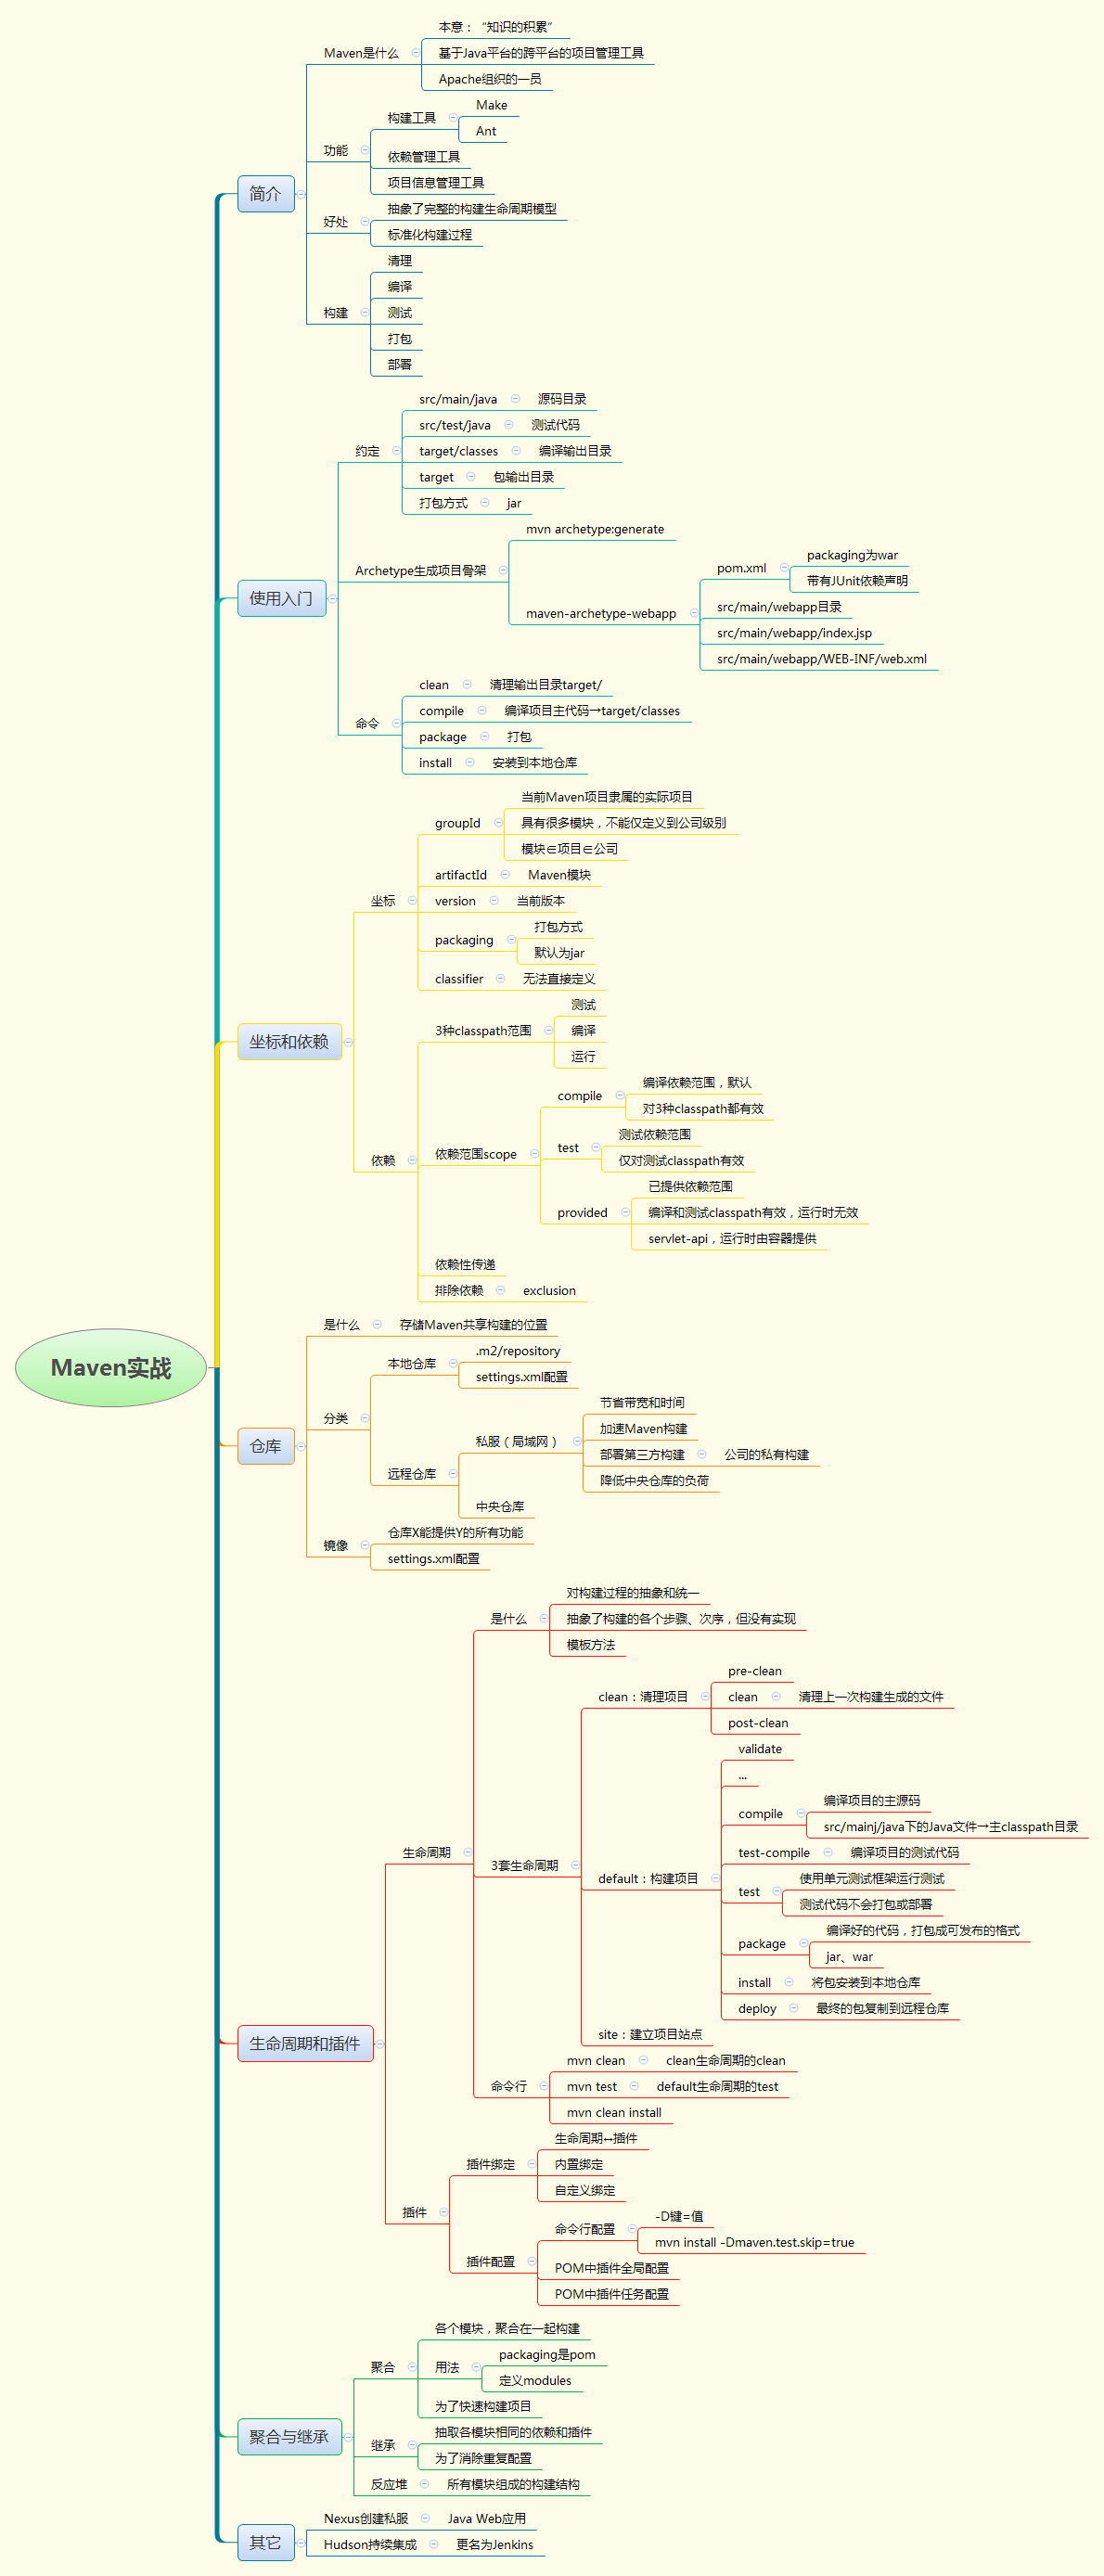 Maven实战
简介
Maven是什么
本意：“知识的积累”
基于Java平台的跨平台的项目管理工具
Apache组织的一员
功能
构建工具
Make
Ant
依赖管理工具
项目信息管理工具
好处
抽象了完整的构建生命周期模型
标准化构建过程
构建
清理
编译
测试
打包
部署
使用入门
约定
src/main/java
源码目录
src/test/java
测试代码
target/classes
编译输出目录
target
包输出目录
打包方式
jar
Archetype生成项目骨架
mvn archetype:generate
maven-archetype-webapp
pom.xml
packaging为war
带有JUnit依赖声明
src/main/webapp目录
src/main/webapp/index.jsp
src/main/webapp/WEB-INF/web.xml
命令
clean
清理输出目录target/
compile
编译项目主代码→target/classes
package
打包
install
安装到本地仓库
坐标和依赖
坐标
groupId
当前Maven项目隶属的实际项目
具有很多模块，不能仅定义到公司级别
模块∈项目∈公司
artifactId
Maven模块
version
当前版本
packaging
打包方式
默认为jar
classifier
无法直接定义
依赖
3种classpath范围
测试
编译
运行
依赖范围scope
compile
编译依赖范围，默认
对3种classpath都有效
test
测试依赖范围
仅对测试classpath有效
provided
已提供依赖范围
编译和测试classpath有效，运行时无效
servlet-api，运行时由容器提供
依赖性传递
排除依赖
exclusion
仓库
是什么
存储Maven共享构建的位置
分类
本地仓库
.m2/repository
settings.xml配置
远程仓库
私服（局域网）
节省带宽和时间
加速Maven构建
部署第三方构建
公司的私有构建
降低中央仓库的负荷
中央仓库
镜像
仓库X能提供Y的所有功能
settings.xml配置
生命周期和插件
生命周期
是什么
对构建过程的抽象和统一
抽象了构建的各个步骤、次序，但没有实现
模板方法
3套生命周期
clean：清理项目
pre-clean
clean
清理上一次构建生成的文件
post-clean
default：构建项目
validate
...
compile
编译项目的主源码
src/mainj/java下的Java文件→主classpath目录
test-compile
编译项目的测试代码
test
使用单元测试框架运行测试
测试代码不会打包或部署
package
编译好的代码，打包成可发布的格式
jar、war
install
将包安装到本地仓库
deploy
最终的包复制到远程仓库
site：建立项目站点
命令行
mvn clean
clean生命周期的clean
mvn test
default生命周期的test
mvn clean install
插件
插件绑定
生命周期↔插件
内置绑定
自定义绑定
插件配置
命令行配置
-D键=值
mvn install -Dmaven.test.skip=true
POM中插件全局配置
POM中插件任务配置
聚合与继承
聚合
各个模块，聚合在一起构建
用法
packaging是pom
定义modules
为了快速构建项目
继承
抽取各模块相同的依赖和插件
为了消除重复配置
反应堆
所有模块组成的构建结构
其它
Nexus创建私服
Java Web应用
Hudson持续集成
更名为Jenkins